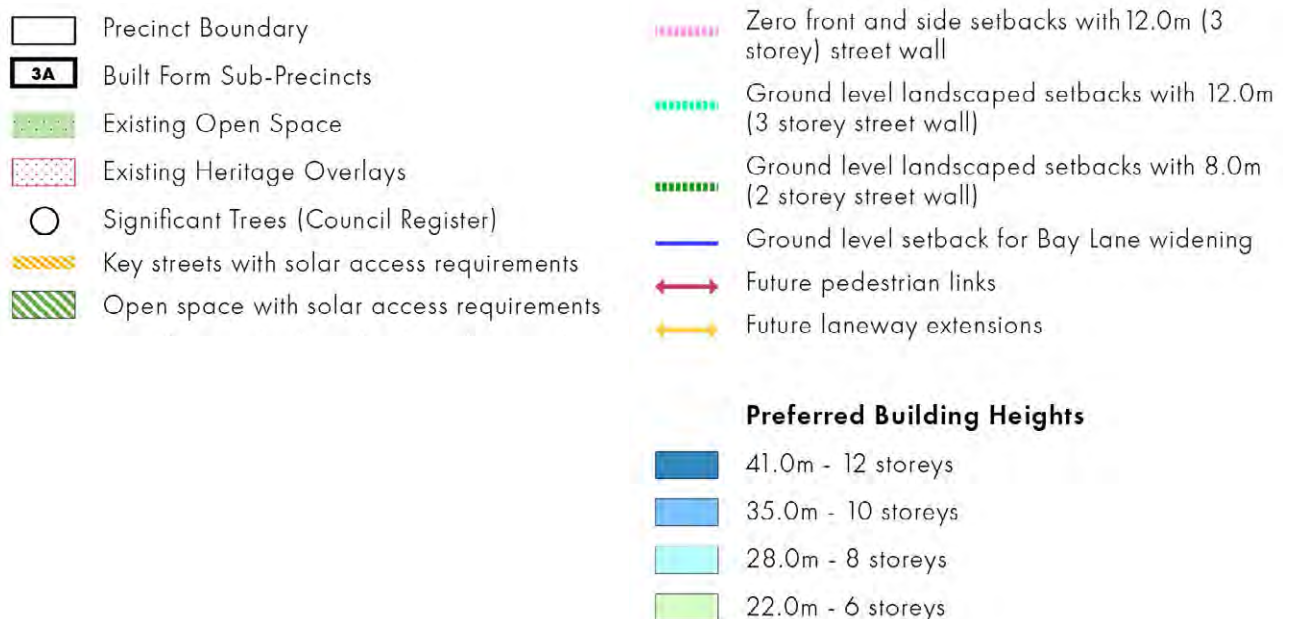 Precinct Boundary
3A
Built Form Sub-Precincts
Existing Open Space
Existing Heritage Overlays
Significant Trees (Council Register)
Key streets with solar access requirements
Open space with solar access requirements
Zero front and side setbacks with 12.0m (3
storey) street wall
Ground level landscaped setbacks with 12.0m
(3 storey street wall)
Ground level landscaped setbacks with 8.0m
(2 storey street wall)
Ground level setback for Bay Lane widening
Future pedestrian links
Future laneway extensions
Preferred Building Heights
41.0m - 12 storeys
35.0m - 10 storeys
28.0m - 8 storeys
22.0m - 6 storeys